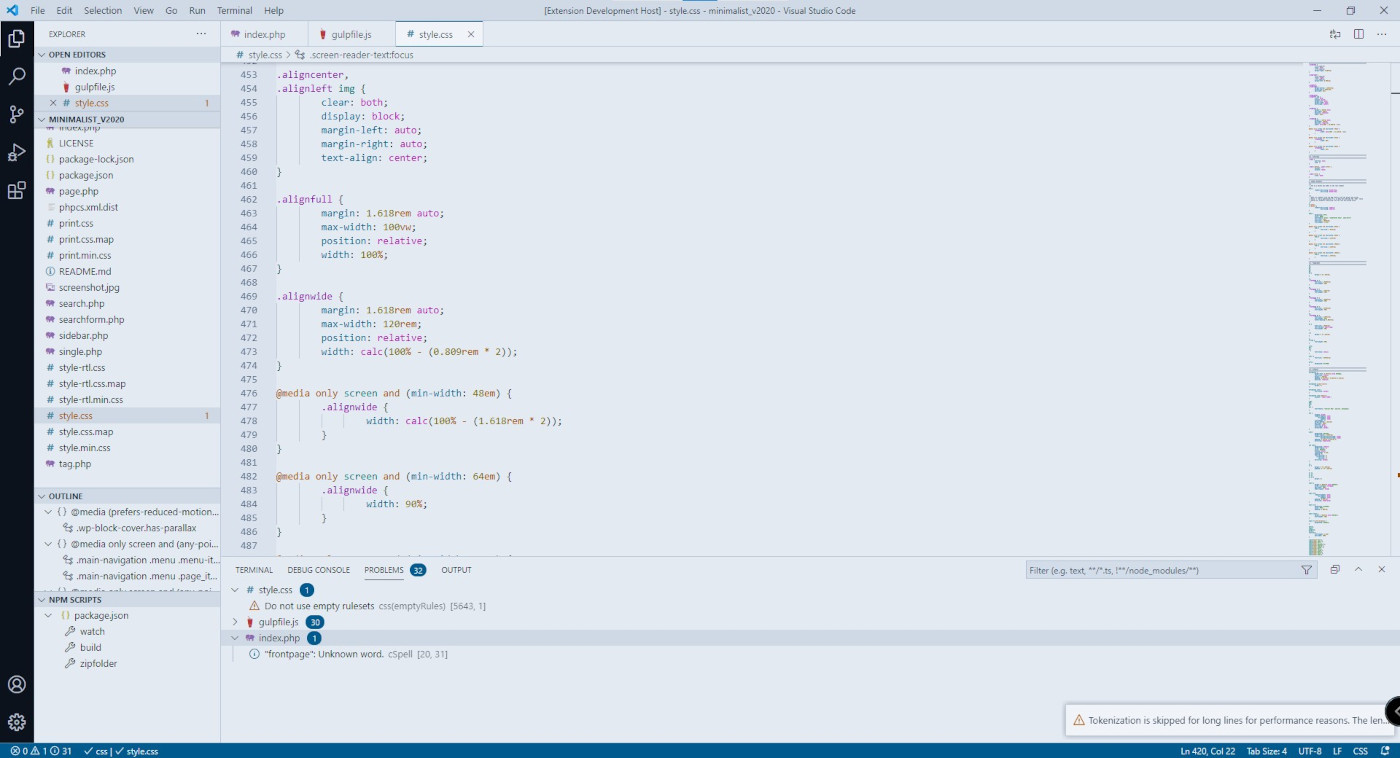 File Edit Selection View Go Run Terminal Help [Extension Development Host] - style.css - minimalist_v2020 - Visual Studio Code
EXPLORER
OPEN EDITORS
index.php
gulpfile.js
style.css 1
MINIMALIST_V2020
index.php
LICENSE
package-lock.json
package.json
page.php
phpcs.xml.dist
print.css
print.css.map
print.min.css
README.md
screenshot.jpg
search.php
searchform.php
sidebar.php
single.php
style-rtl.css
style-rtl.css.map
style-rtl.min.css
style.css 1
style.css.map
style.min.css
tag.php
OUTLINE
@media (prefers-reduced-motion...
.wp-block-cover.has-parallax
@media only screen and (any-poi...
.main-navigation .menu .menu-it...
.main-navigation .menu .page_it...
NPM SCRIPTS
package.json
watch
build
zipfolder
index.php gulpfile.js style.css
style.css > .screen-reader-text:focus
453 .aligncenter,
454 .alignleft img {
455 clear: both;
456 display: block;
457 margin-left: auto;
458 margin-right: auto;
459 text-align: center;
460 }
461
462 .alignfull {
463 margin: 1.618rem auto;
464 max-width: 100vw;
465 position: relative;
466 width: 100%;
467 }
468
469 .alignwide {
470 margin: 1.618rem auto;
471 max-width: 120rem;
472 position: relative;
473 width: calc(100% - (0.809rem * 2));
474 }
475
476 @media only screen and (min-width: 48em) {
477 .alignwide {
478 width: calc(100% - (1.618rem * 2));
479 }
480 }
481
482 @media only screen and (min-width: 64em) {
483 .alignwide {
484 width: 90%;
485 }
486 }
487
TERMINAL DEBUG CONSOLE PROBLEMS 32 OUTPUT Filter (e.g. text, **/*.ts, !**/node_modules/**)
style.css 1
Do not use empty rulesets css(emptyRules) [5643, 1]
gulpfile.js 30
index.php 1
"frontpage": Unknown word. cSpell [20, 31]
Tokenization is skipped for long lines for performance reasons. The len...
0 1 31 css | style.css Ln 420, Col 22 Tab Size: 4 UTF-8 LF CSS